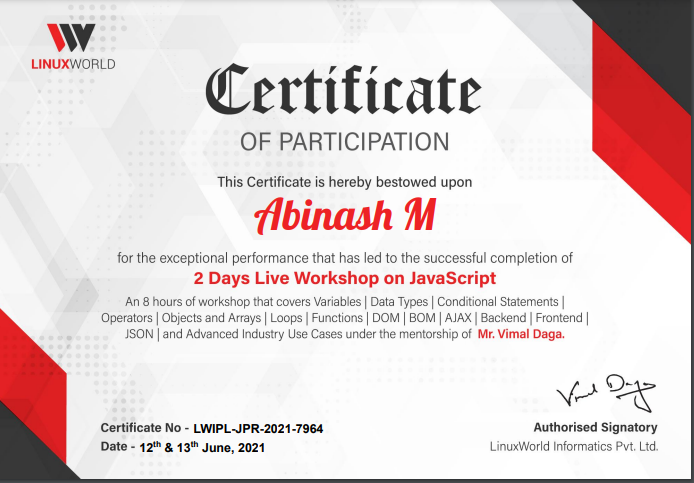 LINUXWORLD
Certificate
OF PARTICIPATION
This Certificate is hereby bestowed upon
Abinash M
for the exceptional performance that has led to the successful completion of
2 Days Live Workshop on JavaScript
An 8 hours of workshop that covers Variables | Data Types | Conditional Statements |
Operators | Objects and Arrays | Loops | Functions | DOM | BOM | AJAX | Backend | Frontend |
JSON | and Advanced Industry Use Cases under the mentorship of Mr. Vimal Daga.
Vimal Daga
Certificate No - LWIPL-JPR-2021-7964
Authorised Signatory
Date - 12th & 13th June, 2021
LinuxWorld Informatics Pvt. Ltd.